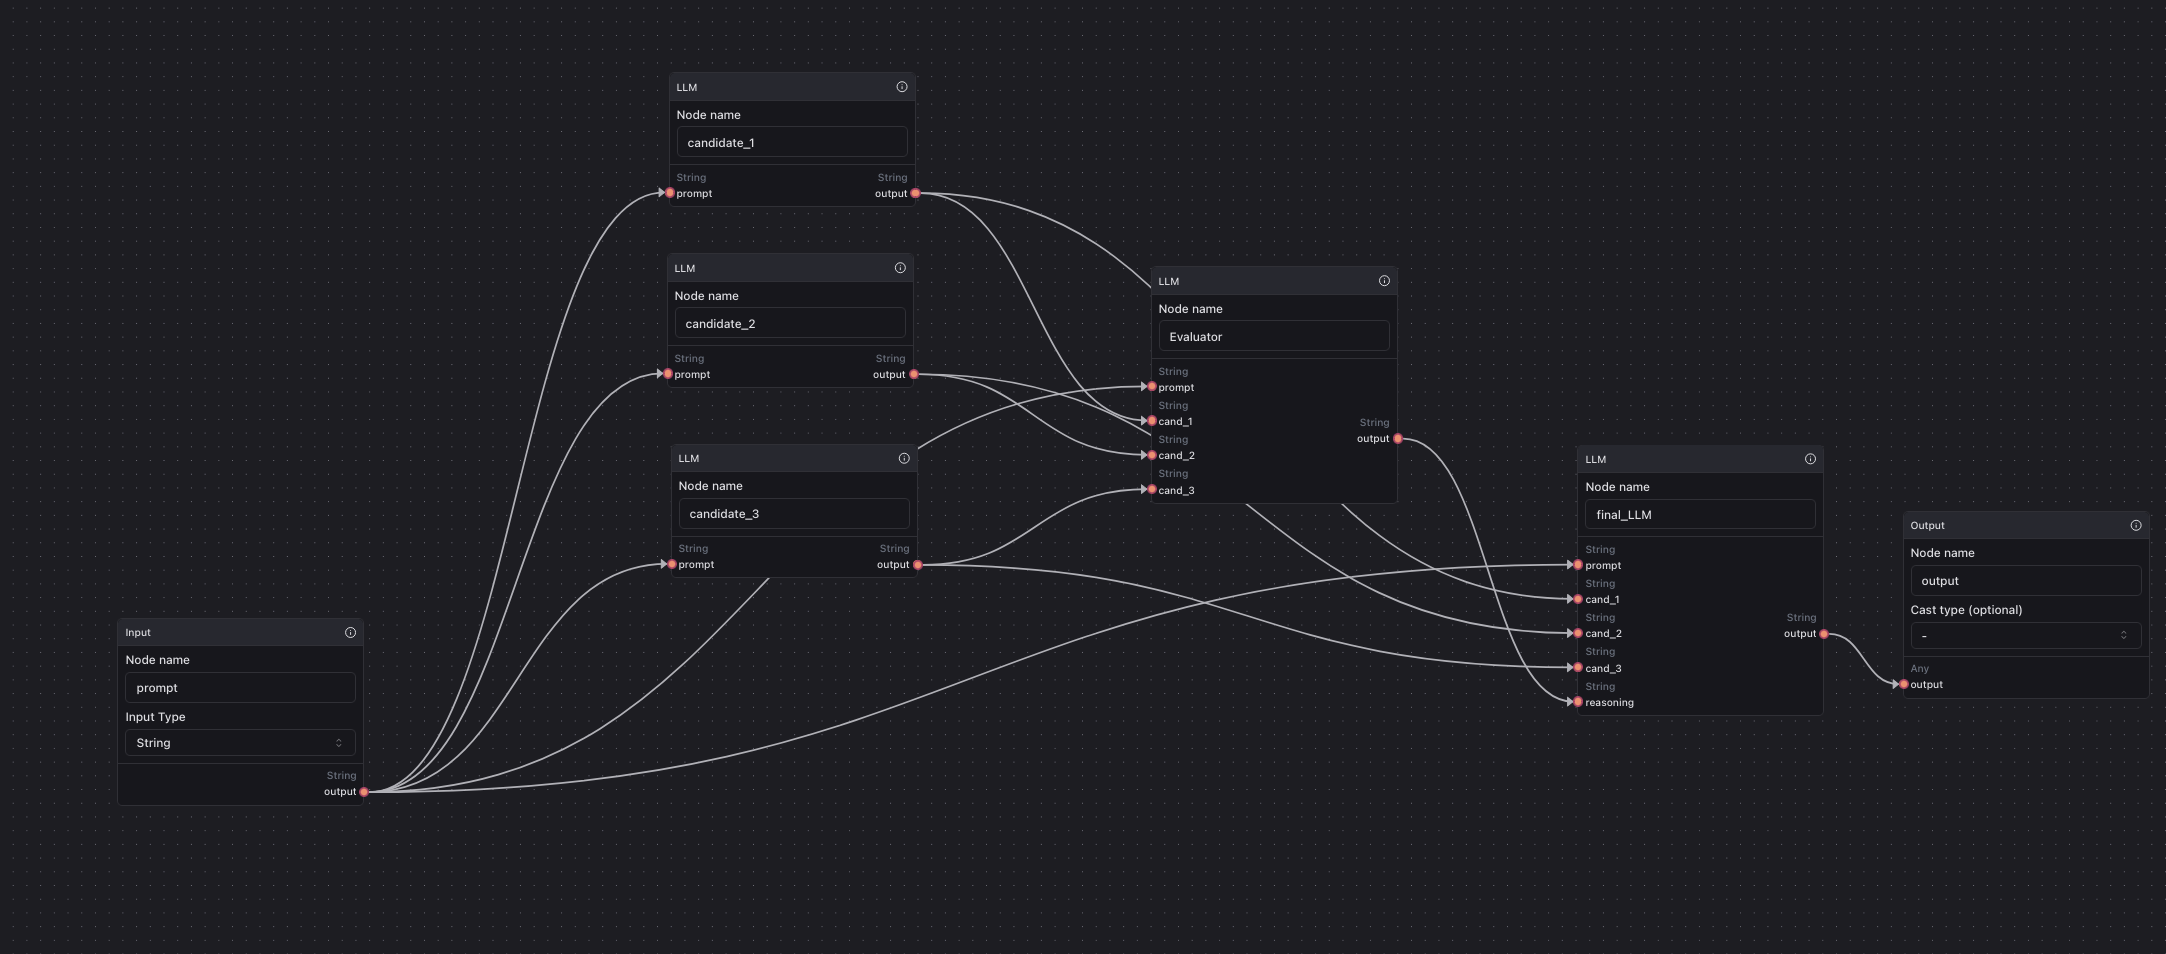 LLM
Node name
candidate_1
String String
prompt output
LLM
Node name
candidate_2
String String
prompt output
LLM
Node name
candidate_3
String String
prompt output
Input
Node name
prompt
Input Type
String
String
output
LLM
Node name
Evaluator
String
prompt
String
cand_1
String
output
String
cand_2
String
cand_3
LLM
Node name
final_LLM
String
prompt
String
cand_1
String
cand_2
String
output
String
cand_3
String
reasoning
Output
Node name
output
Cast type (optional)
-
Any
output